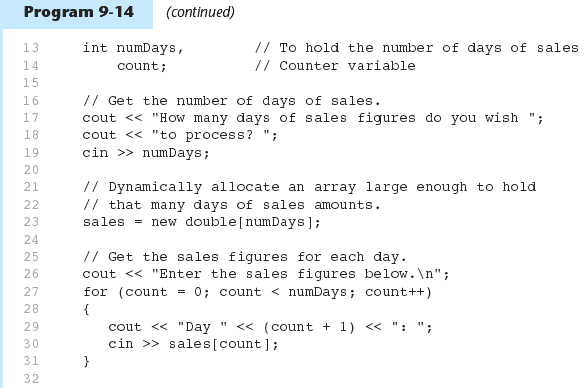 Program 9-14 (continued)
13 int numDays, // To hold the number of days of sales
14 count; // Counter variable
15
16 // Get the number of days of sales.
17 cout << "How many days of sales figures do you wish ";
18 cout << "to process? ";
19 cin >> numDays;
20
21 // Dynamically allocate an array large enough to hold
22 // that many days of sales amounts.
23 sales = new double[numDays];
24
25 // Get the sales figures for each day.
26 cout << "Enter the sales figures below.\n";
27 for (count = 0; count < numDays; count++)
28 {
29 cout << "Day " << (count + 1) << ": ";
30 cin >> sales[count];
31 }
32